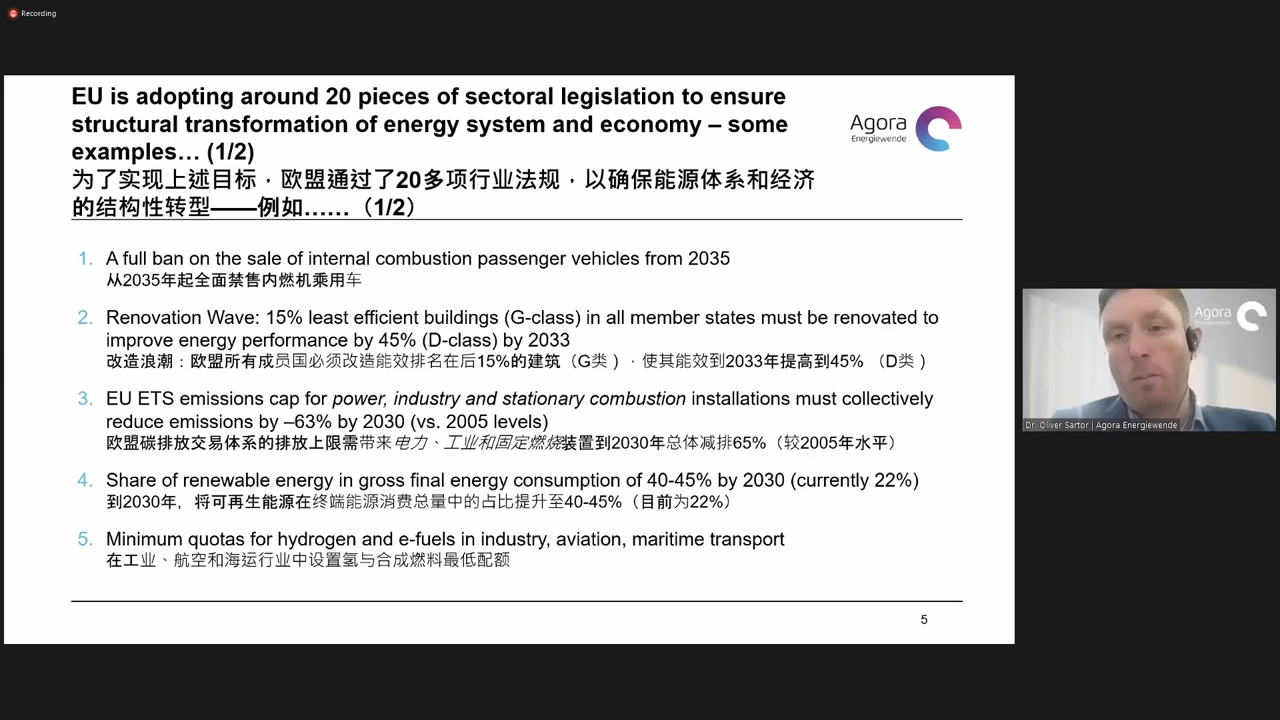 Recording
EU is adopting around 20 pieces of sectoral legislation to ensure
structural transformation of energy system and economy – some
examples… (1/2)
为了实现上述目标，欧盟通过了20多项行业法规，以确保能源体系和经济
的结构性转型——例如……（1/2）
Agora
Energiewende
1. A full ban on the sale of internal combustion passenger vehicles from 2035
从2035年起全面禁售内燃机乘用车
2. Renovation Wave: 15% least efficient buildings (G-class) in all member states must be renovated to
improve energy performance by 45% (D-class) by 2033
改造浪潮：欧盟所有成员国必须改造能效排名在后15%的建筑（G类），使其能效到2033年提高到45% （D类）
3. EU ETS emissions cap for power, industry and stationary combustion installations must collectively
reduce emissions by –63% by 2030 (vs. 2005 levels)
欧盟碳排放交易体系的排放上限需带来电力、工业和固定燃烧装置到2030年总体减排65%（较2005年水平）
4. Share of renewable energy in gross final energy consumption of 40-45% by 2030 (currently 22%)
到2030年，将可再生能源在终端能源消费总量中的占比提升至40-45%（目前为22%）
5. Minimum quotas for hydrogen and e-fuels in industry, aviation, maritime transport
在工业、航空和海运行业中设置氢与合成燃料最低配额
5
Agora
Energiewende
Dr. Oliver Sartor | Agora Energiewende